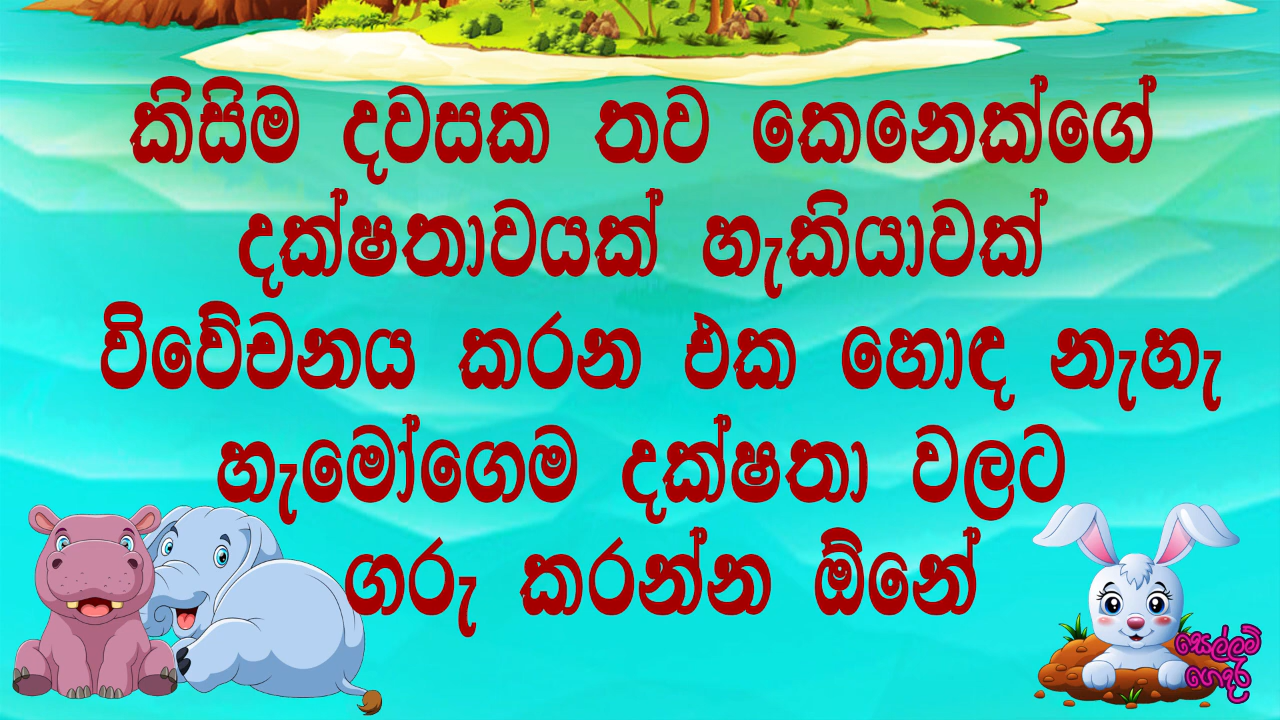 කිසිම දවසක තව කෙනෙක්ගේ
දක්ෂතාවයක් හැකියාවක්
විවේචනය කරන එක හොඳ නැහැ
හැමෝගෙම දක්ෂතා වලට
ගරු කරන්න ඕනේ
සෙල්ලම්
ගෙදර